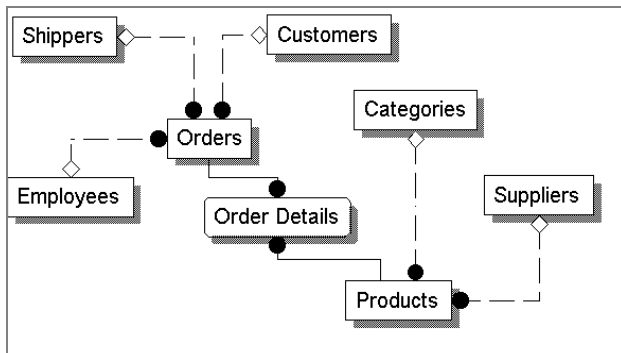 Shippers
Customers
Categories
Orders
Employees
Suppliers
Order Details
Products